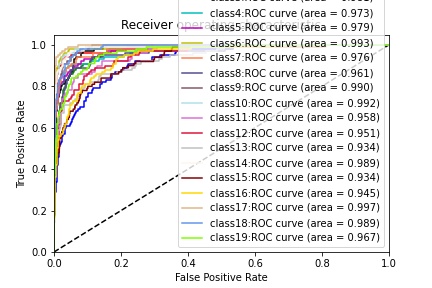 Receiver
class4:ROC curve (area = 0.973)
class5:ROC curve (area = 0.979)
class6:ROC curve (area = 0.993)
class7:ROC curve (area = 0.976)
class8:ROC curve (area = 0.961)
class9:ROC curve (area = 0.990)
class10:ROC curve (area = 0.992)
class11:ROC curve (area = 0.958)
class12:ROC curve (area = 0.951)
class13:ROC curve (area = 0.934)
class14:ROC curve (area = 0.989)
class15:ROC curve (area = 0.934)
class16:ROC curve (area = 0.945)
class17:ROC curve (area = 0.997)
class18:ROC curve (area = 0.989)
class19:ROC curve (area = 0.967)
True Positive Rate
1.0
0.8
0.6
0.4
0.2
0.0
0.0 0.2 0.4 0.6 0.8 1.0
False Positive Rate